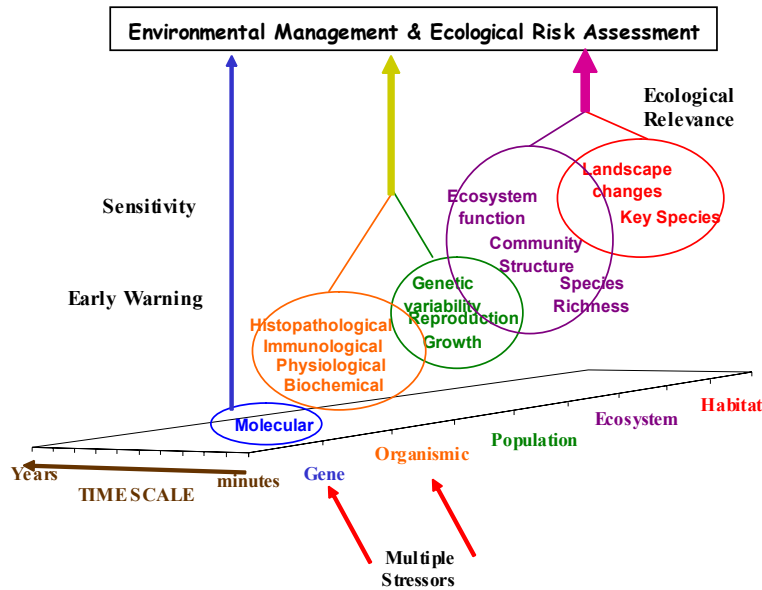 Environmental Management & Ecological Risk Assessment
Ecological
Relevance
Landscape
changes
Key Species
Ecosystem
function
Community
Structure
Species
Richness
Sensitivity
Early Warning
Genetic
variability
Reproduction
Growth
Histopathological
Immunological
Physiological
Biochemical
Molecular
Habitat
Ecosystem
Population
Organismic
Gene
Years
TIME SCALE
minutes
Multiple
Stressors